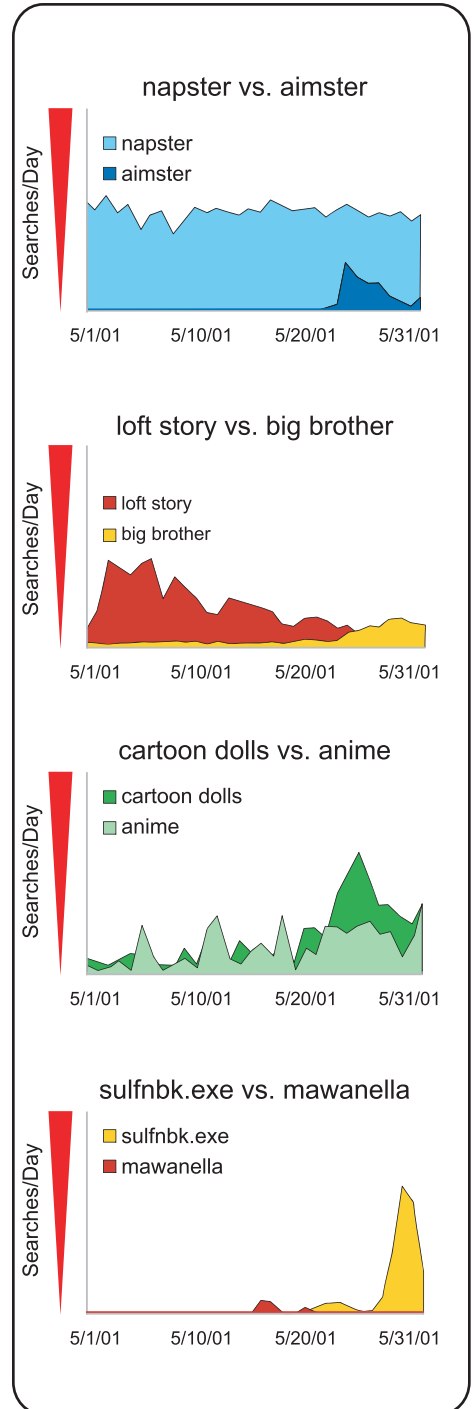 napster vs. aimster
Searches/Day
napster
aimster
5/1/01 5/10/01 5/20/01 5/31/01
loft story vs. big brother
Searches/Day
loft story
big brother
5/1/01 5/10/01 5/20/01 5/31/01
cartoon dolls vs. anime
Searches/Day
cartoon dolls
anime
5/1/01 5/10/01 5/20/01 5/31/01
sulfnbk.exe vs. mawanella
Searches/Day
sulfnbk.exe
mawanella
5/1/01 5/10/01 5/20/01 5/31/01